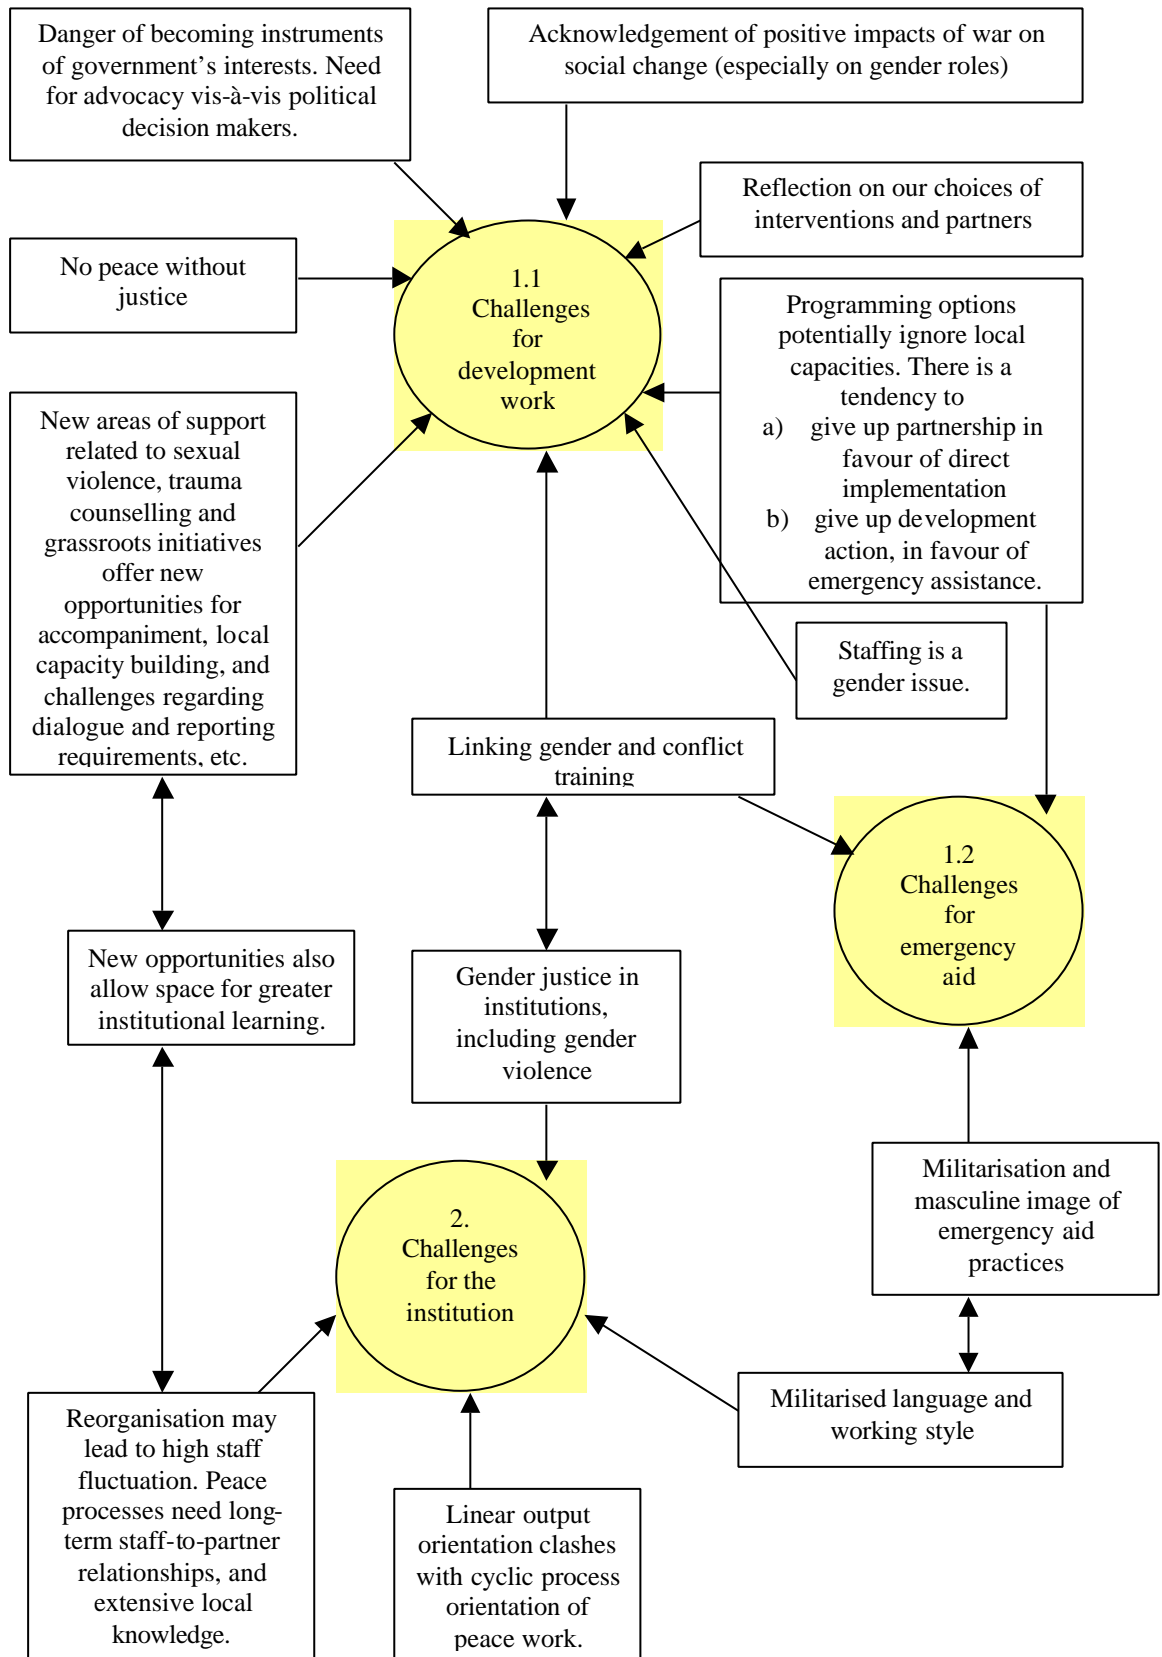 Danger of becoming instruments
of government’s interests. Need
for advocacy vis-à-vis political
decision makers.
Acknowledgement of positive impacts of war on
social change (especially on gender roles)
Reflection on our choices of
interventions and partners
No peace without
justice
1.1
Challenges
for
development
work
Programming options
potentially ignore local
capacities. There is a
tendency to
a) give up partnership in
favour of direct
implementation
b) give up development
action, in favour of
emergency assistance.
New areas of support
related to sexual
violence, trauma
counselling and
grassroots initiatives
offer new
opportunities for
accompaniment, local
capacity building, and
challenges regarding
dialogue and reporting
requirements, etc.
Staffing is a
gender issue.
Linking gender and conflict
training
1.2
Challenges
for
emergency
aid
New opportunities also
allow space for greater
institutional learning.
Gender justice in
institutions,
including gender
violence
Militarisation and
masculine image of
emergency aid
practices
2.
Challenges
for the
institution
Militarised language and
working style
Reorganisation may
lead to high staff
fluctuation. Peace
processes need long-
term staff-to-partner
relationships, and
extensive local
knowledge.
Linear output
orientation clashes
with cyclic process
orientation of
peace work.